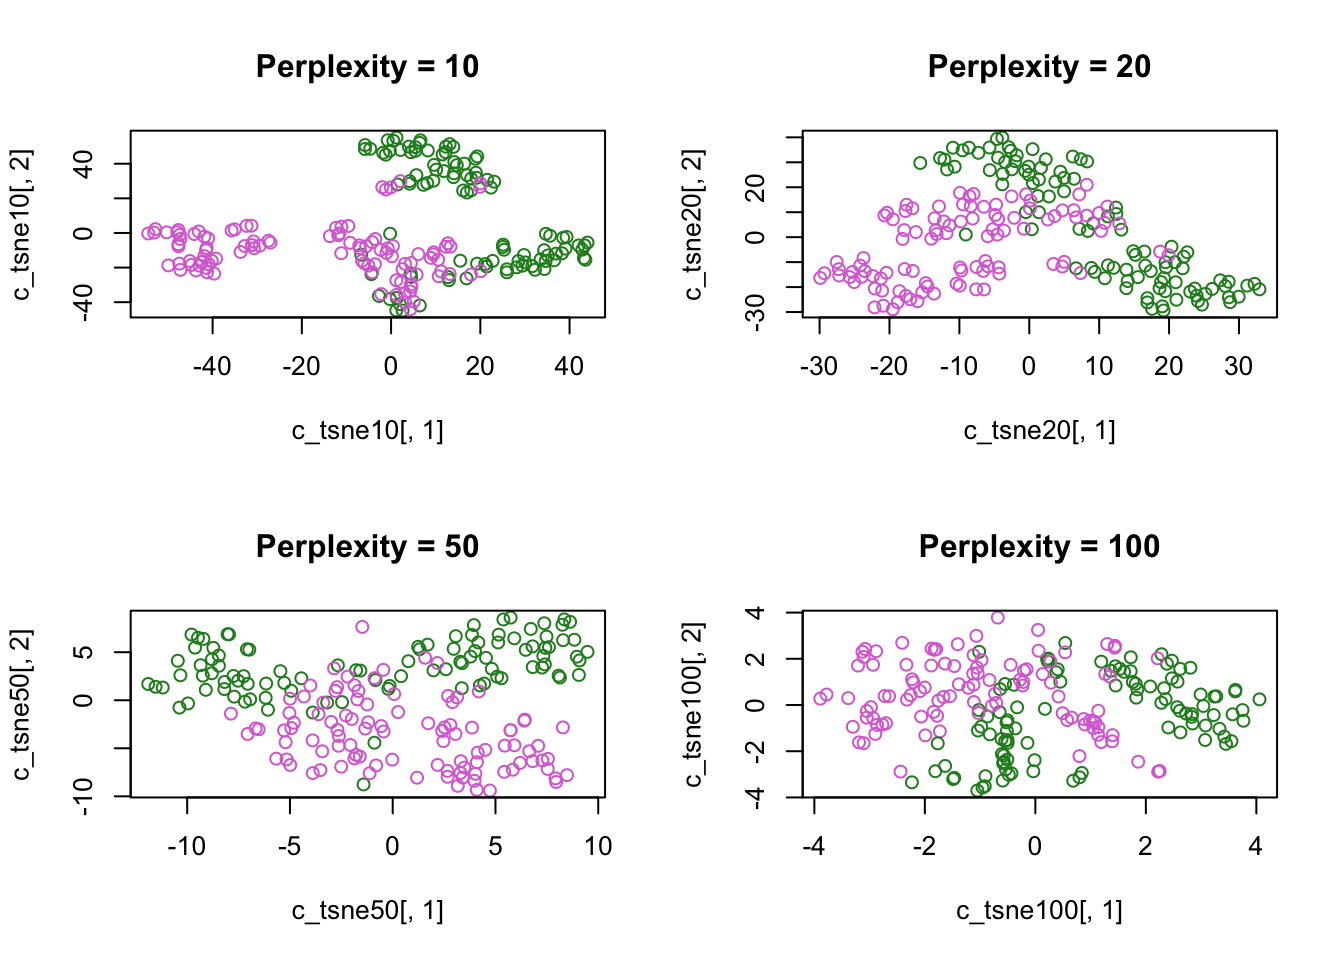 Perplexity = 10
c_tsne10[, 2]
40
0
-40
-40 -20 0 20 40
c_tsne10[, 1]
Perplexity = 20
c_tsne20[, 2]
20
0
-30
-30 -20 -10 0 10 20 30
c_tsne20[, 1]
Perplexity = 50
c_tsne50[, 2]
5
0
-10
-10 -5 0 5 10
c_tsne50[, 1]
Perplexity = 100
c_tsne100[, 2]
4
2
0
-2
-4
-4 -2 0 2 4
c_tsne100[, 1]